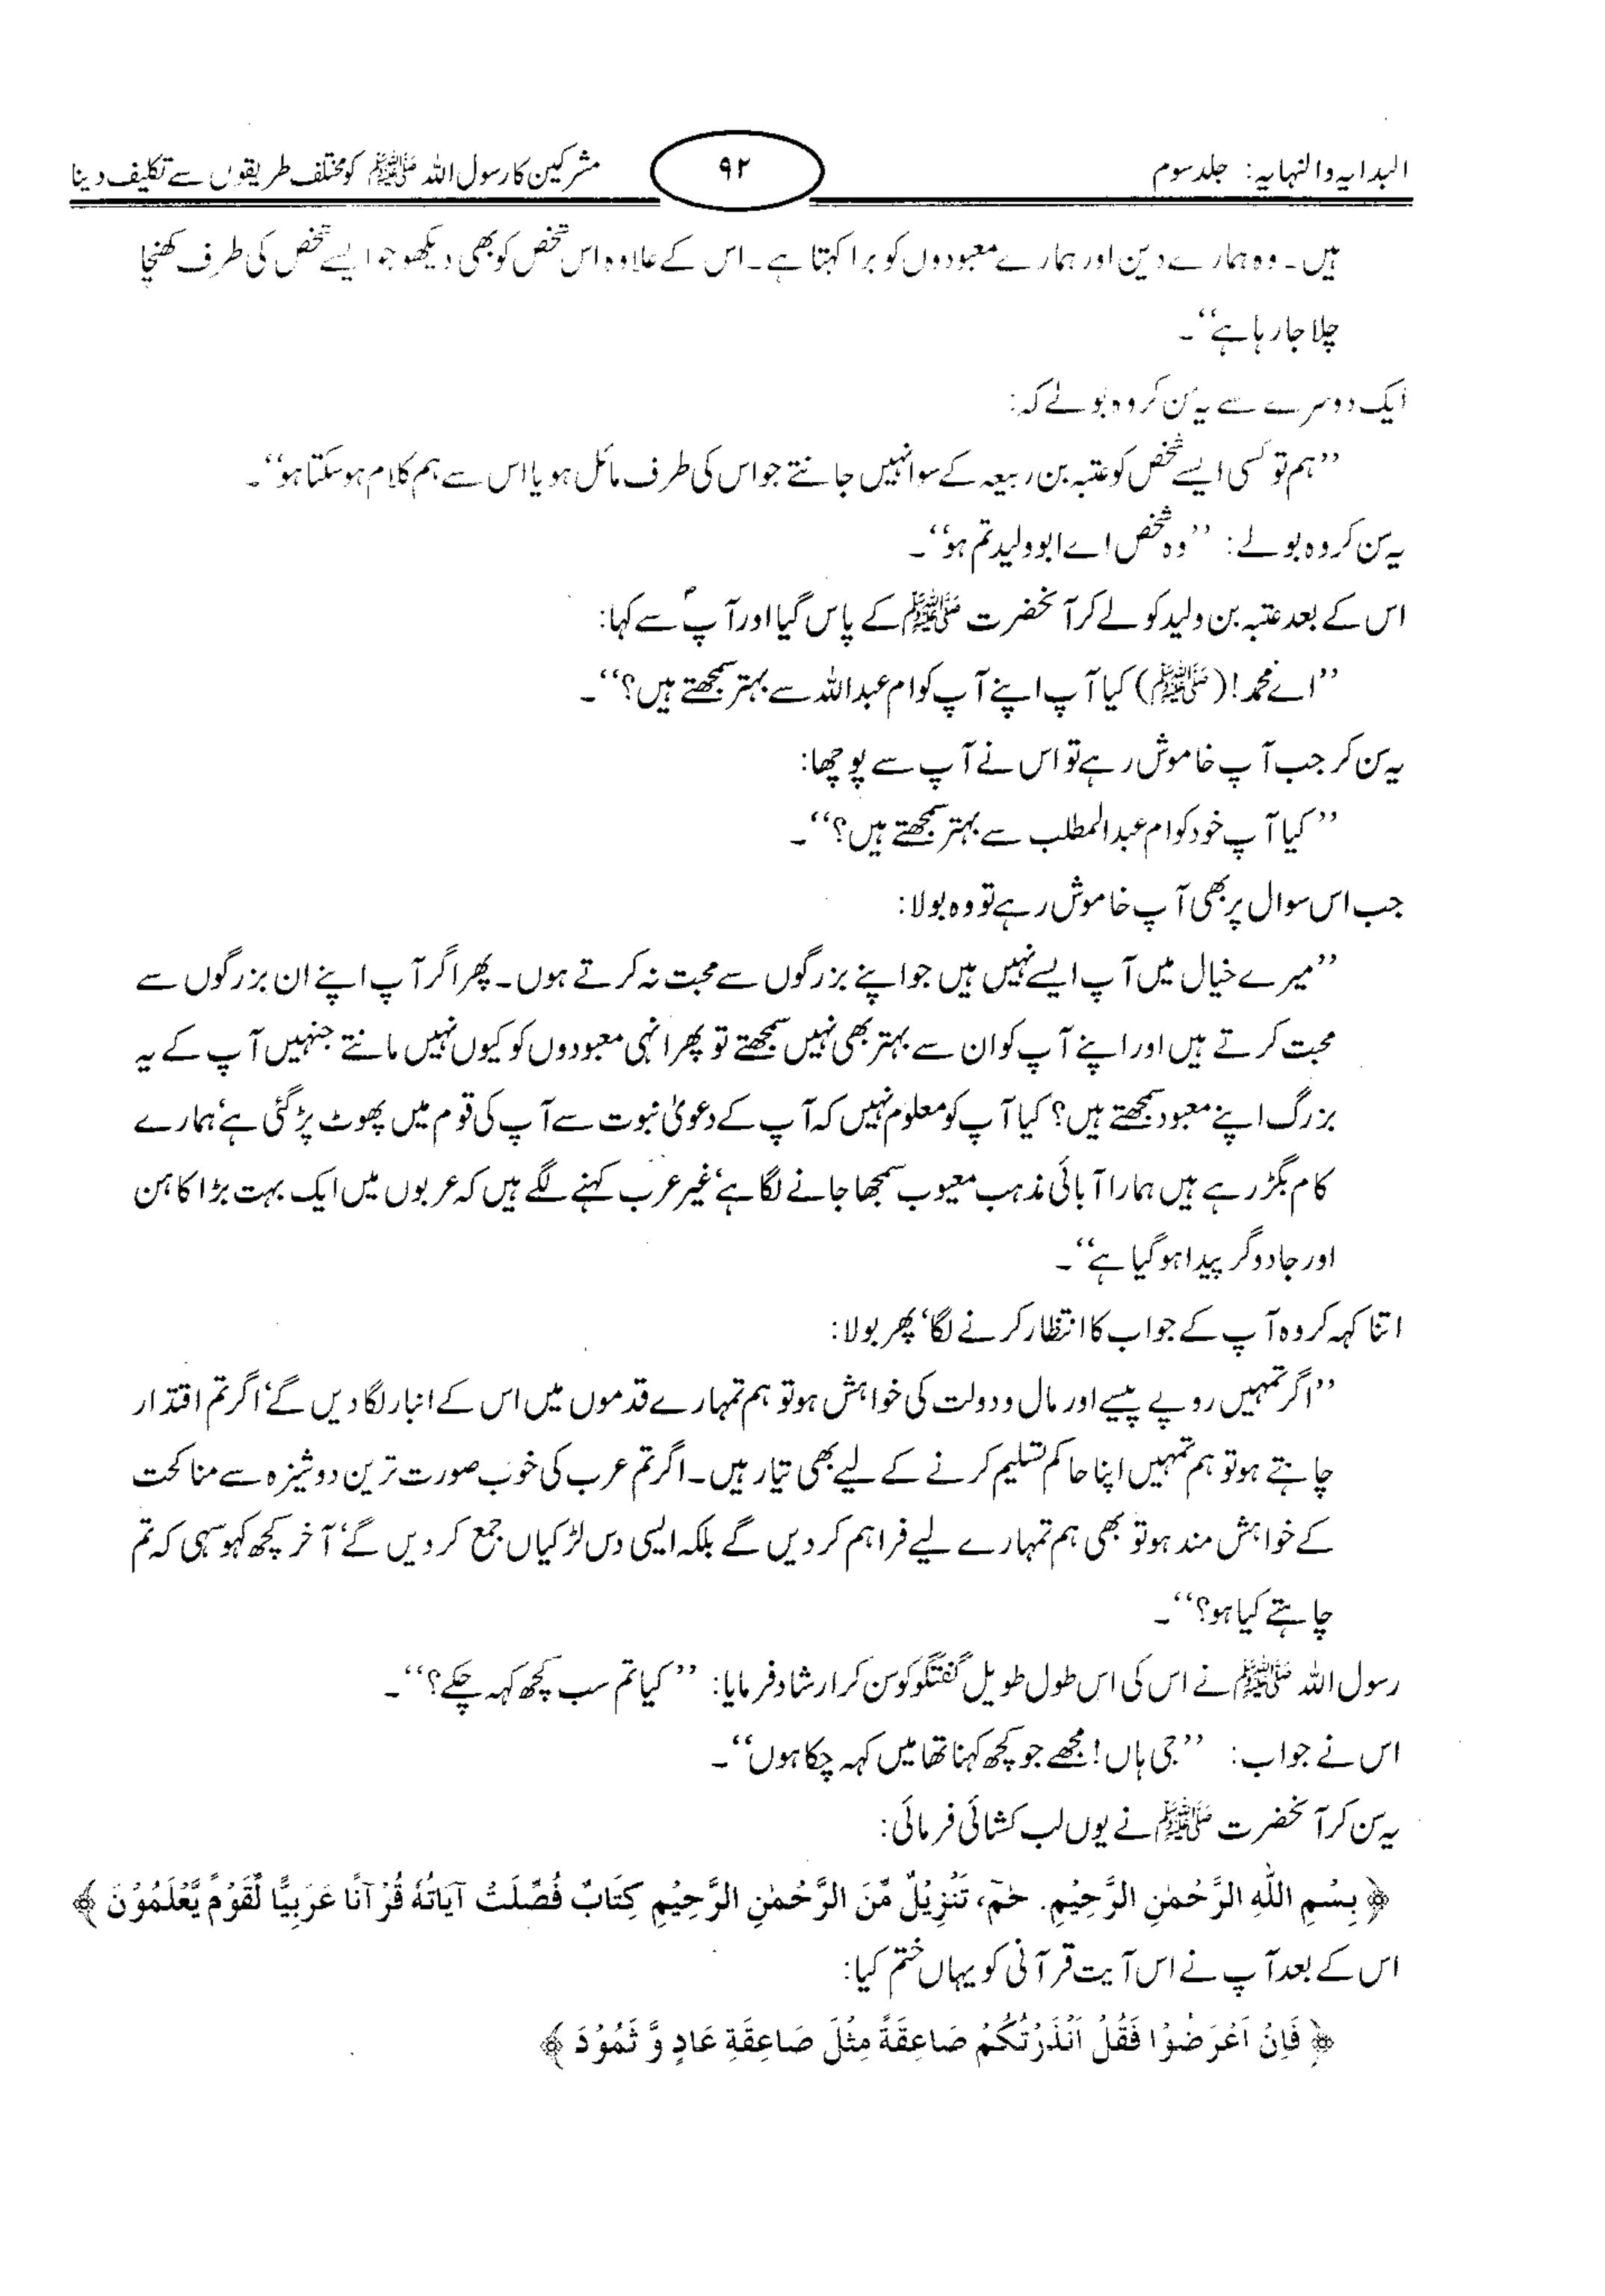 البدایہ والنہایہ: جلد سوم
۹۲
مشرکین کا رسول اللہ ﷺ کو مختلف طریقوں سے تکلیف دینا
ہیں۔ وہ ہمارے دین اور ہمارے معبودوں کو برا کہتا ہے۔ اس کے علاوہ اس شخص کو بھی دیکھو جو ایسے شخص کی طرف کھنچا
چلا جا رہا ہے‘‘۔
ایک دوسرے سے یہ سن کر وہ بولے کہ:
’’ہم تو کسی ایسے شخص کو عتبہ بن ربیعہ کے سوا نہیں جانتے جو اس کی طرف مائل ہو یا اس سے ہم کلام ہو سکتا ہو‘‘۔
یہ سن کر وہ بولے: ’’وہ شخص اے ابو ولید تم ہو‘‘۔
اس کے بعد عتبہ بن ولید کو لے کر آنحضرت ﷺ کے پاس گیا اور آپؐ سے کہا:
’’اے محمد! (ﷺ) کیا آپ اپنے آپ کو ام عبداللہ سے بہتر سمجھتے ہیں؟‘‘۔
یہ سن کر جب آپ خاموش رہے تو اس نے آپ سے پوچھا:
’’کیا آپ خود کو ام عبدالمطلب سے بہتر سمجھتے ہیں؟‘‘۔
جب اس سوال پر بھی آپ خاموش رہے تو وہ بولا:
’’میرے خیال میں آپ ایسے نہیں ہیں جو اپنے بزرگوں سے محبت نہ کرتے ہوں۔ پھر اگر آپ اپنے ان بزرگوں سے
محبت کرتے ہیں اور اپنے آپ کو ان سے بہتر بھی نہیں سمجھتے تو پھر انہی معبودوں کو کیوں نہیں مانتے جنہیں آپ کے یہ
بزرگ اپنے معبود سمجھتے ہیں؟ کیا آپ کو معلوم نہیں کہ آپ کے دعویٰ نبوت سے آپ کی قوم میں پھوٹ پڑ گئی ہے‘ ہمارے
کام بگڑ رہے ہیں ہمارا آبائی مذہب معیوب سمجھا جانے لگا ہے‘ غیر عرب کہنے لگے ہیں کہ عربوں میں ایک بہت بڑا کاہن
اور جادوگر پیدا ہو گیا ہے‘‘۔
اتنا کہہ کر وہ آپ کے جواب کا انتظار کرنے لگا‘ پھر بولا:
’’اگر تمہیں روپے پیسے اور مال و دولت کی خواہش ہو تو ہم تمہارے قدموں میں اس کے انبار لگا دیں گے‘ اگر تم اقتدار
چاہتے ہو تو ہم تمہیں اپنا حاکم تسلیم کرنے کے لیے بھی تیار ہیں۔ اگر تم عرب کی خوب صورت ترین دوشیزہ سے مناکحت
کے خواہش مند ہو تو بھی ہم تمہارے لیے فراہم کر دیں گے بلکہ ایسی دس لڑکیاں جمع کر دیں گے‘ آخر کچھ کہو سہی کہ تم
چاہتے کیا ہو؟‘‘۔
رسول اللہ ﷺ نے اس کی اس طول طویل گفتگو کو سن کر ارشاد فرمایا: ’’کیا تم سب کچھ کہہ چکے؟‘‘۔
اس نے جواب: ’’جی ہاں! مجھے جو کچھ کہنا تھا میں کہہ چکا ہوں‘‘۔
یہ سن کر آنحضرت ﷺ نے یوں لب کشائی فرمائی:
﴿ بِسْمِ اللّٰهِ الرَّحْمٰنِ الرَّحِيْمِ. حٰمٓ، تَنْزِيْلٌ مِّنَ الرَّحْمٰنِ الرَّحِيْمِ كِتَابٌ فُصِّلَتْ آيَاتُهُ قُرْآنًا عَرَبِيًّا لِّقَوْمٍ يَّعْلَمُوْنَ ﴾
اس کے بعد آپ نے اس آیت قرآنی کو یہاں ختم کیا:
﴿ فَاِنْ اَعْرَضُوْا فَقُلْ اَنْذَرْتُكُمْ صَاعِقَةً مِثْلَ صَاعِقَةِ عَادٍ وَّ ثَمُوْدَ ﴾